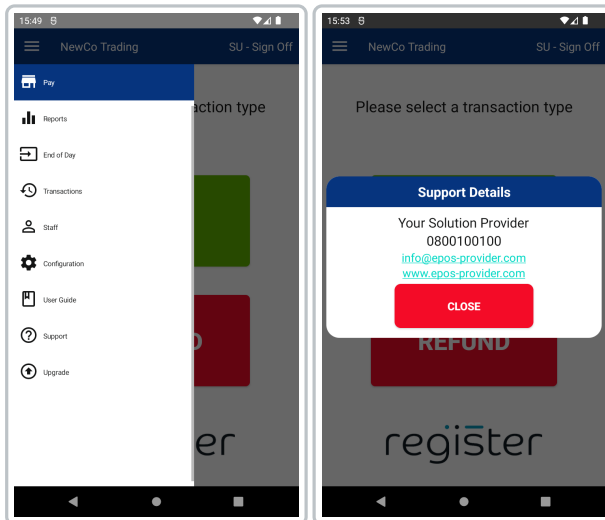 15:49
NewCo Trading
SU - Sign Off
Pay
action type
Reports
End of Day
Transactions
Staff
Configuration
User Guide
Support
Upgrade
D
er
15:53
NewCo Trading
SU - Sign Off
Please select a transaction type
Support Details
Your Solution Provider
0800100100
info@epos-provider.com
www.epos-provider.com
CLOSE
REFUND
register